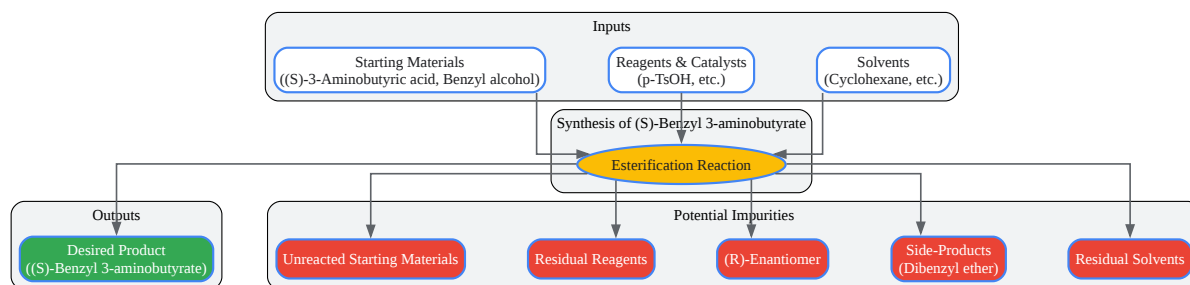 Inputs
Starting Materials
((S)-3-Aminobutyric acid, Benzyl alcohol)
Reagents & Catalysts
(p-TsOH, etc.)
Solvents
(Cyclohexane, etc.)
Synthesis of (S)-Benzyl 3-aminobutyrate
Esterification Reaction
Outputs
Desired Product
((S)-Benzyl 3-aminobutyrate)
Potential Impurities
Unreacted Starting Materials
Residual Reagents
(R)-Enantiomer
Side-Products
(Dibenzyl ether)
Residual Solvents